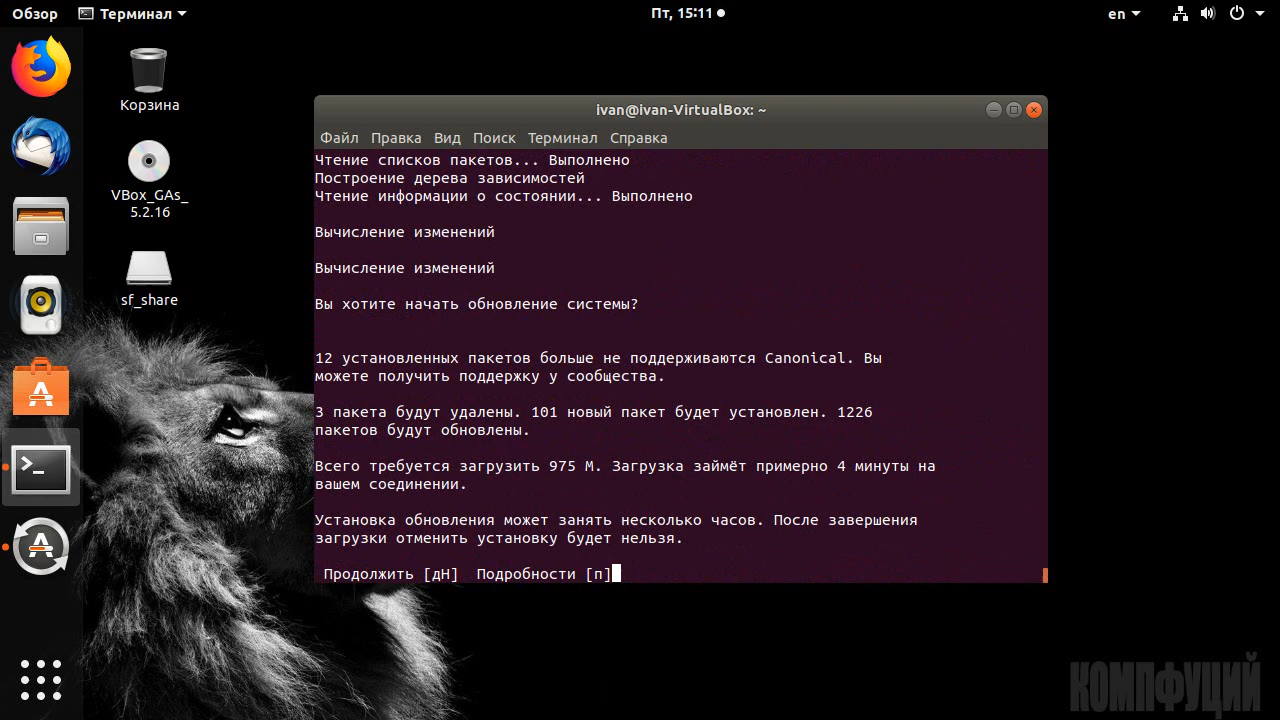 Обзор
Терминал
Пт, 15:11
en
Корзина
VBox_GAs_
5.2.16
sf_share
ivan@ivan-VirtualBox: ~
Файл Правка Вид Поиск Терминал Справка
Чтение списков пакетов... Выполнено
Построение дерева зависимостей
Чтение информации о состоянии... Выполнено
Вычисление изменений
Вычисление изменений
Вы хотите начать обновление системы?
12 установленных пакетов больше не поддерживаются Canonical. Вы
можете получить поддержку у сообщества.
3 пакета будут удалены. 101 новый пакет будет установлен. 1226
пакетов будут обновлены.
Всего требуется загрузить 975 M. Загрузка займёт примерно 4 минуты на
вашем соединении.
Установка обновления может занять несколько часов. После завершения
загрузки отменить установку будет нельзя.
Продолжить [дН] Подробности [п]
КОМПФУЦИЙ